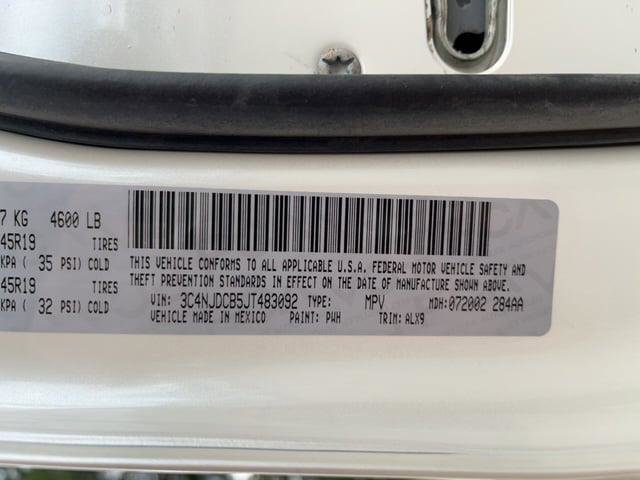 7 KG 4600 LB
45R19 TIRES
KPA ( 35 PSI) COLD
45R19 TIRES
KPA ( 32 PSI) COLD
THIS VEHICLE CONFORMS TO ALL APPLICABLE U.S.A. FEDERAL MOTOR VEHICLE SAFETY AND
THEFT PREVENTION STANDARDS IN EFFECT ON THE DATE OF MANUFACTURE SHOWN ABOVE.
VIN: 3C4NJDCB5JT483092 TYPE: MPV MDH: 072002 284AA
VEHICLE MADE IN MEXICO PAINT: PWH TRIM: ALX9